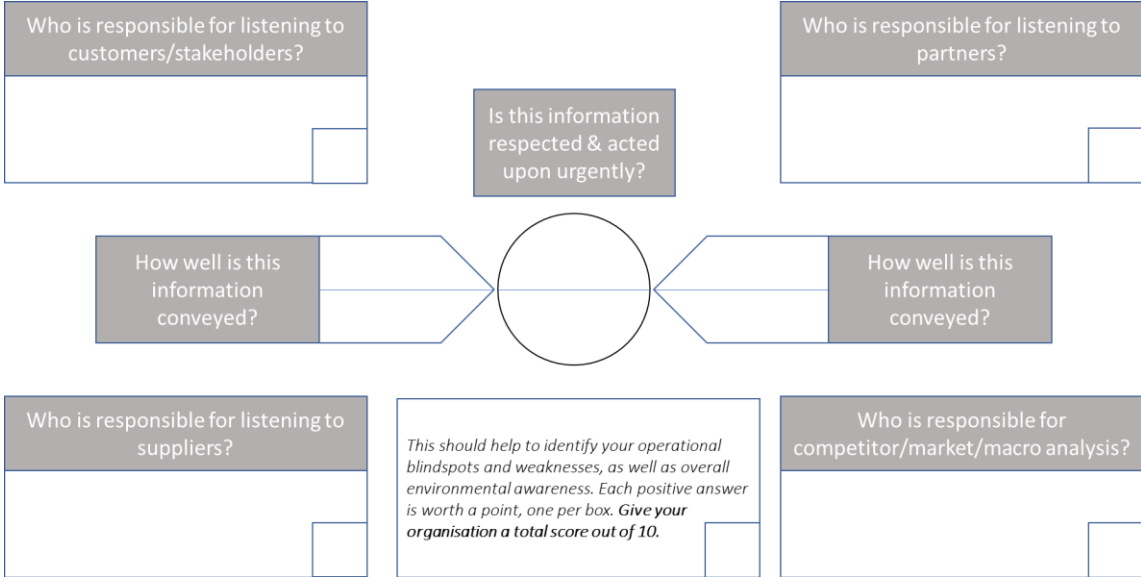 Who is responsible for listening to
customers/stakeholders?
Who is responsible for listening to
partners?
Is this information
respected & acted
upon urgently?
How well is this
information
conveyed?
How well is this
information
conveyed?
Who is responsible for listening to
suppliers?
This should help to identify your operational
blindspots and weaknesses, as well as overall
environmental awareness. Each positive answer
is worth a point, one per box. Give your
organisation a total score out of 10.
Who is responsible for
competitor/market/macro analysis?